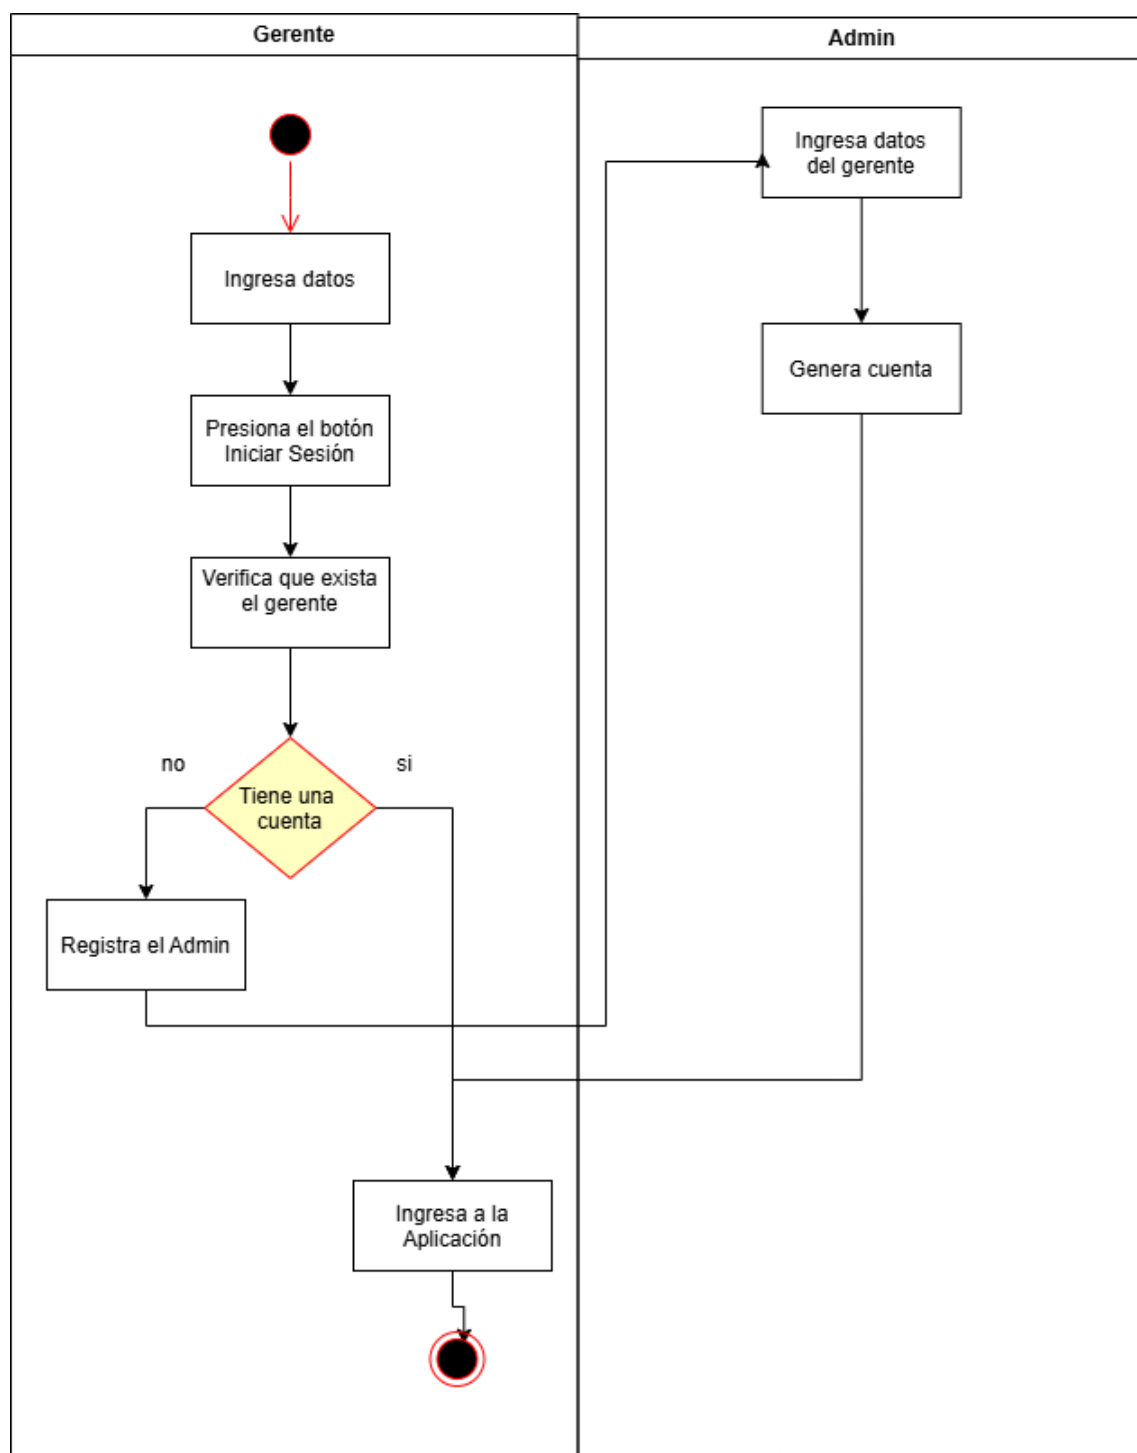 Gerente
Admin
Ingresa datos
del gerente
Ingresa datos
Genera cuenta
Presiona el botón
Iniciar Sesión
Verifica que exista
el gerente
no
si
Tiene una
cuenta
Registra el Admin
Ingresa a la
Aplicación